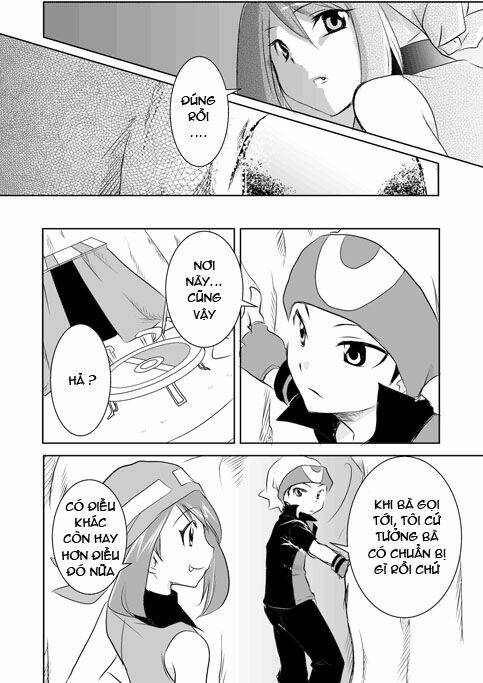 ĐÚNG
RỒI
....
NƠI
NÀY...
CŨNG
VẬY
HẢ ?
KHI BÀ GỌI
TỚI, TÔI CỨ
TƯỞNG BÀ
CÓ CHUẨN BỊ
GÌ RỒI CHỨ
CÓ ĐIỀU
KHÁC
CÒN HAY
HƠN ĐIỀU
ĐÓ NỮA